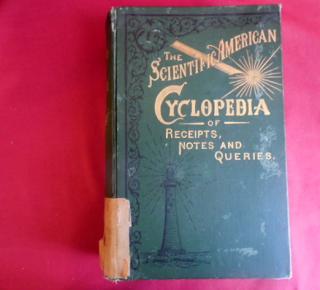 THE
SCIENTIFIC AMERICAN
CYCLOPEDIA
OF
RECEIPTS,
NOTES AND
QUERIES.